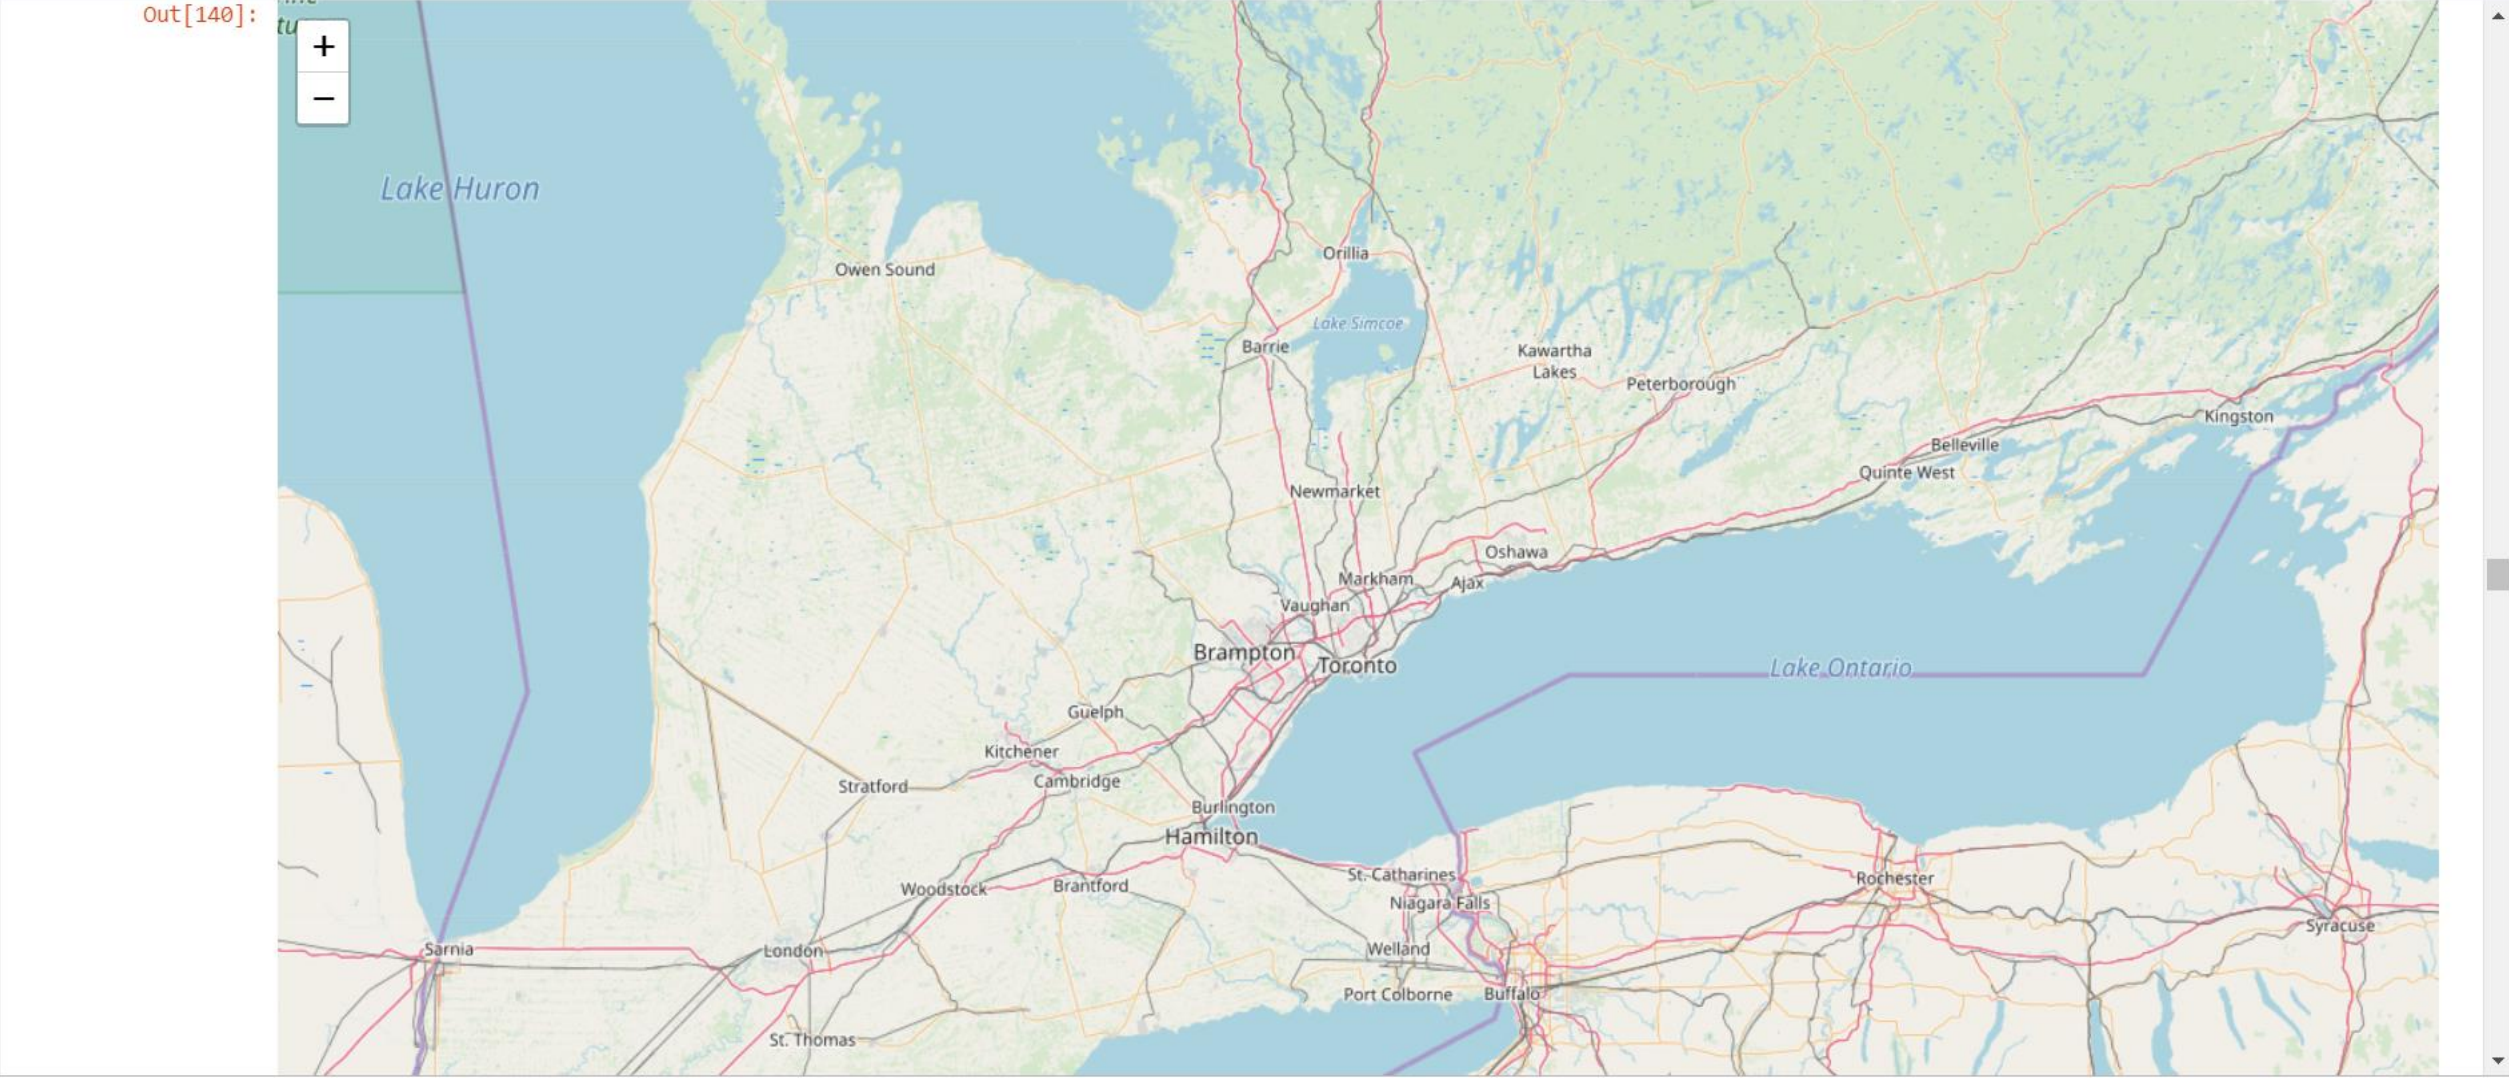 Out[140]:
+
−
Lake Huron
Owen Sound
Orillia
Lake Simcoe
Barrie
Kawartha
Lakes
Peterborough
Kingston
Belleville
Quinte West
Newmarket
Oshawa
Markham
Ajax
Vaughan
Brampton
Toronto
Lake Ontario
Guelph
Kitchener
Cambridge
Stratford
Burlington
Hamilton
St. Catharines
Rochester
Woodstock
Brantford
Niagara Falls
Syracuse
Sarnia
London
Welland
Port Colborne
Buffalo
St. Thomas